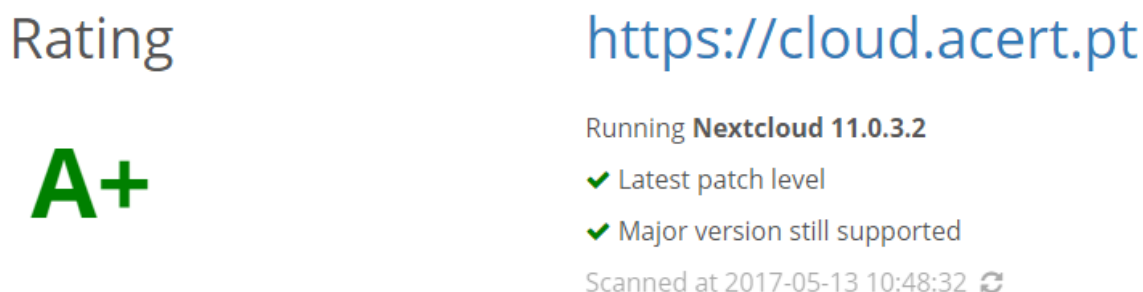 Rating
https://cloud.acert.pt
A+
Running Nextcloud 11.0.3.2
Latest patch level
Major version still supported
Scanned at 2017-05-13 10:48:32